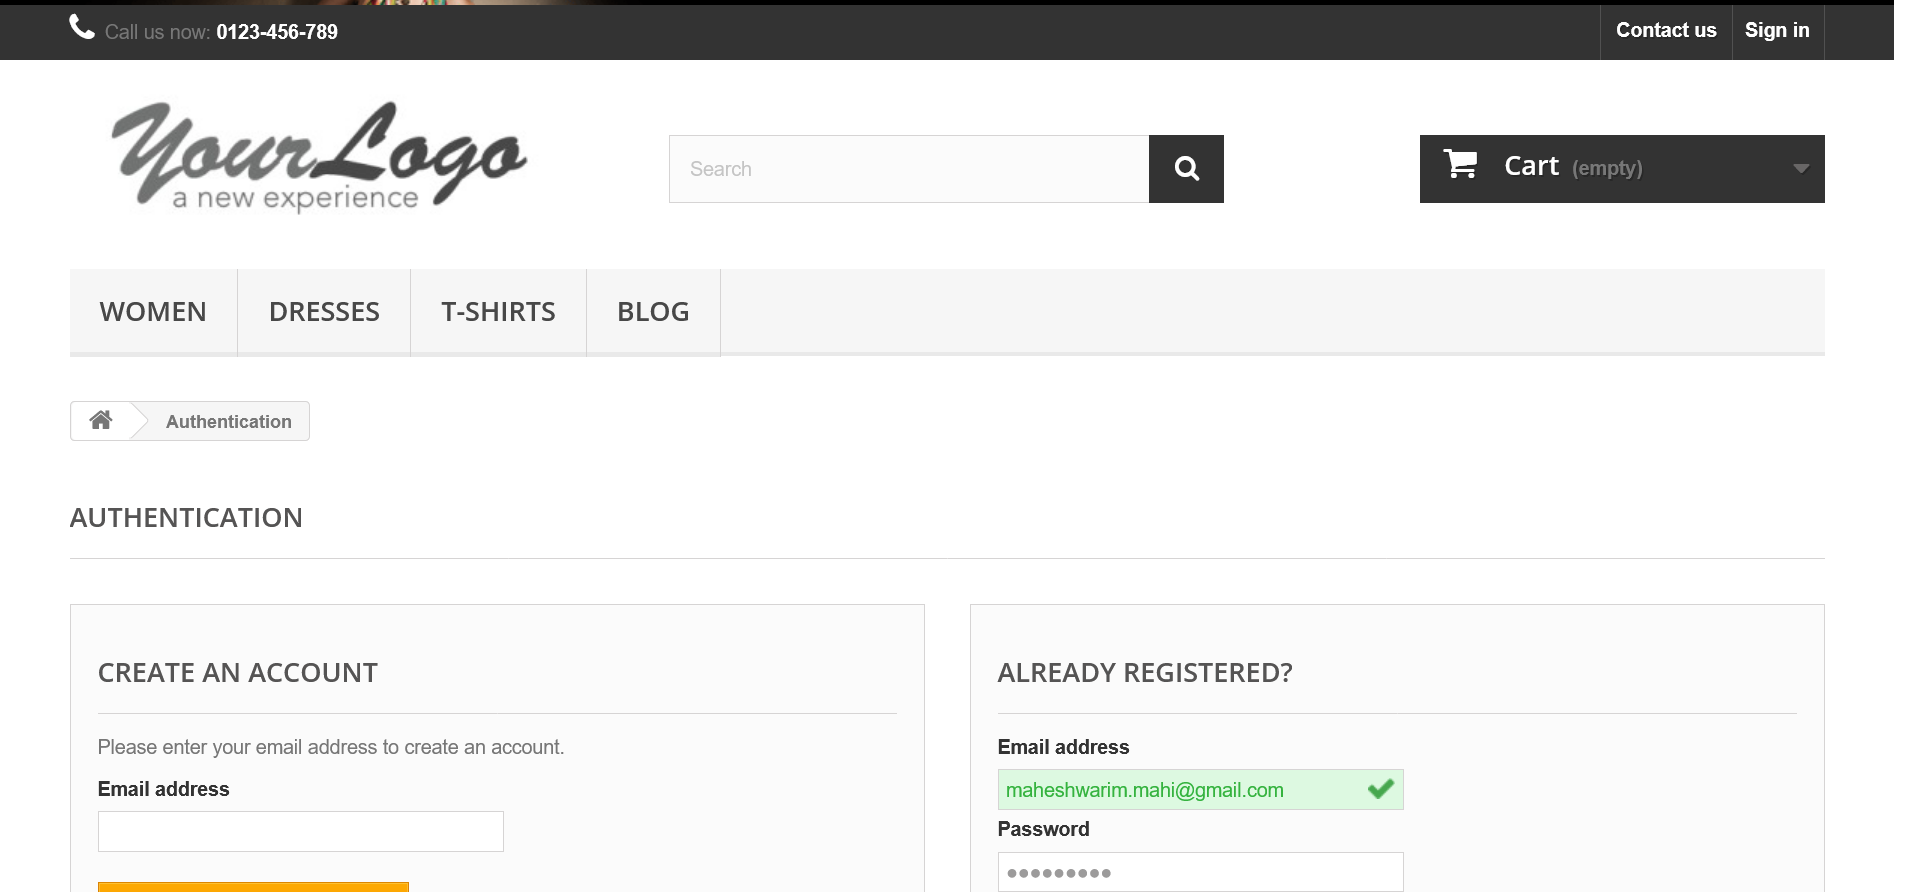 Call us now: 0123-456-789
Contact us
Sign in
Your Logo
a new experience
Search
Cart (empty)
WOMEN
DRESSES
T-SHIRTS
BLOG
Authentication
AUTHENTICATION
CREATE AN ACCOUNT
Please enter your email address to create an account.
Email address
ALREADY REGISTERED?
Email address
maheshwarim.mahi@gmail.com
Password